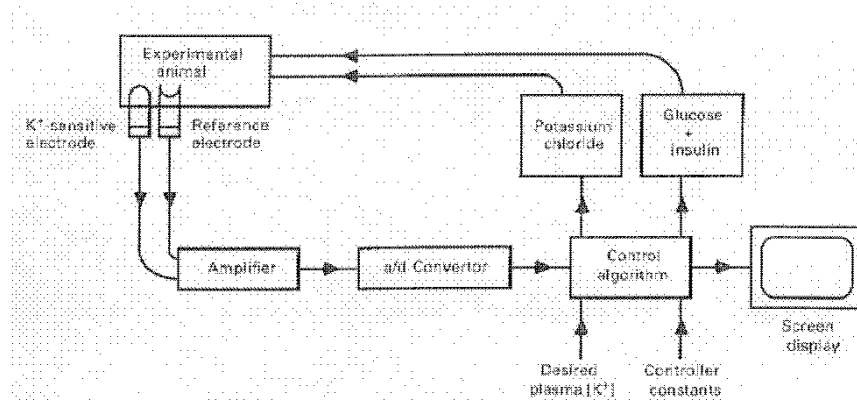 Experimental
animal
K⁺ sensitive
electrode
Reference
electrode
Potassium
chloride
Glucose
+
insulin
Amplifier
a/d Convertor
Control
algorithm
Screen
display
Desired
plasma [K⁺]
Controller
constants